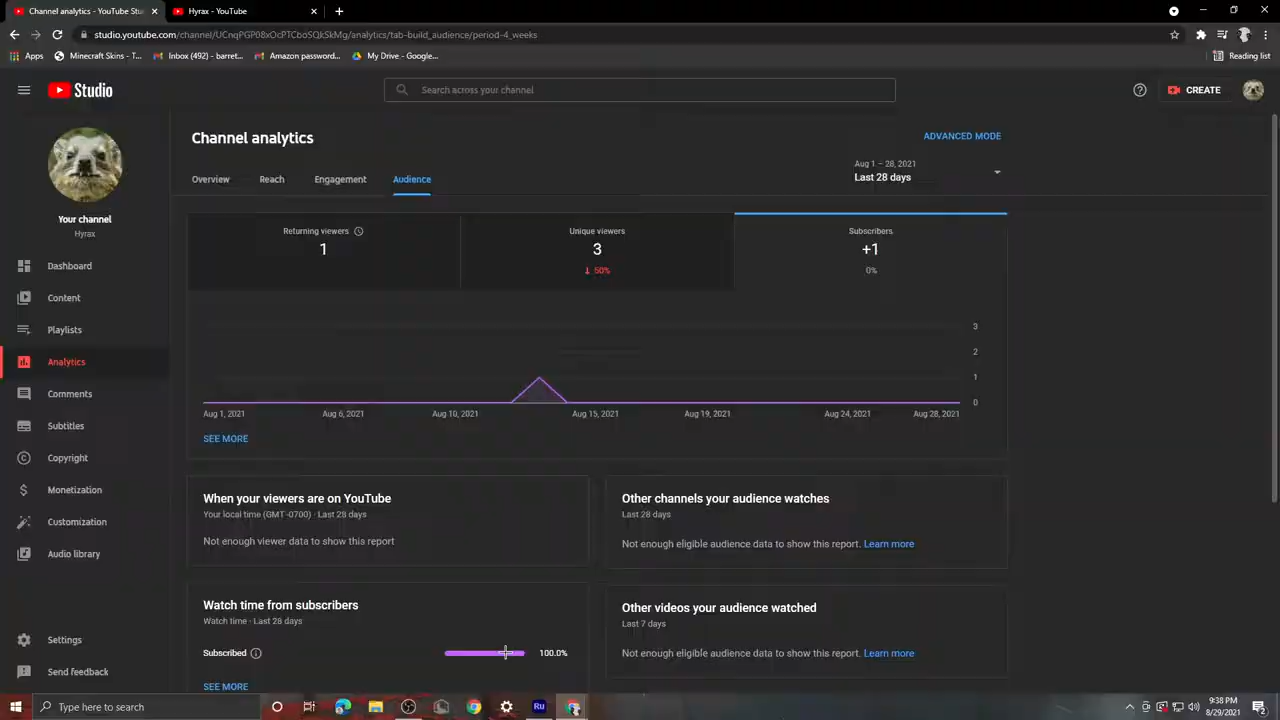 Channel analytics - YouTube Stu
Hyrax - YouTube
studio.youtube.com/channel/UCnqPGP08xOcPTCboSQkSkMg/analytics/tab-build_audience/period-4_weeks
Apps
Minecraft Skins - T...
Inbox (492) - barret...
Amazon password...
My Drive - Google...
Reading list
Studio
Search across your channel
CREATE
Your channel
Hyrax
Dashboard
Content
Playlists
Analytics
Comments
Subtitles
Copyright
Monetization
Customization
Audio library
Settings
Send feedback
Channel analytics
ADVANCED MODE
Aug 1 – 28, 2021
Last 28 days
Overview
Reach
Engagement
Audience
Returning viewers
1
Unique viewers
3
50%
Subscribers
+1
0%
3
2
1
0
Aug 1, 2021
Aug 6, 2021
Aug 10, 2021
Aug 15, 2021
Aug 19, 2021
Aug 24, 2021
Aug 28, 2021
SEE MORE
When your viewers are on YouTube
Your local time (GMT -0700) · Last 28 days
Not enough viewer data to show this report
Other channels your audience watches
Last 28 days
Not enough eligible audience data to show this report. Learn more
Watch time from subscribers
Watch time · Last 28 days
Subscribed
100.0%
SEE MORE
Other videos your audience watched
Last 7 days
Not enough eligible audience data to show this report. Learn more
Type here to search
Ru
9:38 PM
8/29/2021